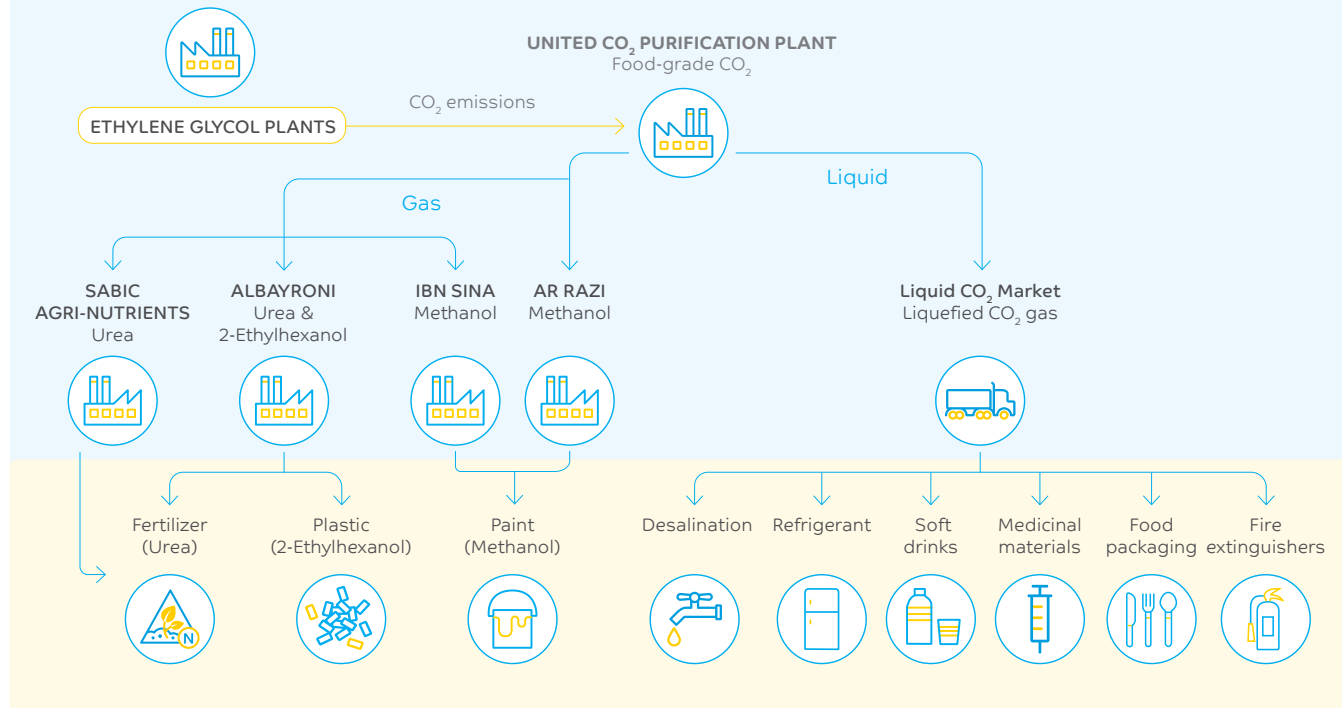 UNITED CO₂ PURIFICATION PLANT
Food-grade CO₂
CO₂ emissions
ETHYLENE GLYCOL PLANTS
Liquid
Gas
SABIC
AGRI-NUTRIENTS
Urea
ALBAYRONI
Urea &
2-Ethylhexanol
IBN SINA
Methanol
AR RAZI
Methanol
Liquid CO₂ Market
Liquefied CO₂ gas
Fertilizer
(Urea)
Plastic
(2-Ethylhexanol)
Paint
(Methanol)
Desalination
Refrigerant
Soft
drinks
Medicinal
materials
Food
packaging
Fire
extinguishers
N